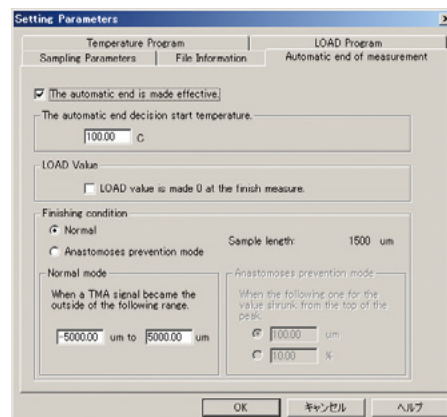 Setting Parameters
Temperature Program
LOAD Program
Sampling Parameters
File Information
Automatic end of measurement
The automatic end is made effective.
The automatic end decision start temperature.
100.00 C
LOAD Value
LOAD value is made 0 at the finish measure.
Finishing condition
Normal
Anastomoses prevention mode
Sample length: 1500 um
Normal mode
When a TMA signal became the
outside of the following range.
-5000.00 um to 5000.00 um
Anastomoses prevention mode
When the following one for the
value shrunk from the top of the
peak.
100.00 um
10.00 %
OK
キャンセル
ヘルプ